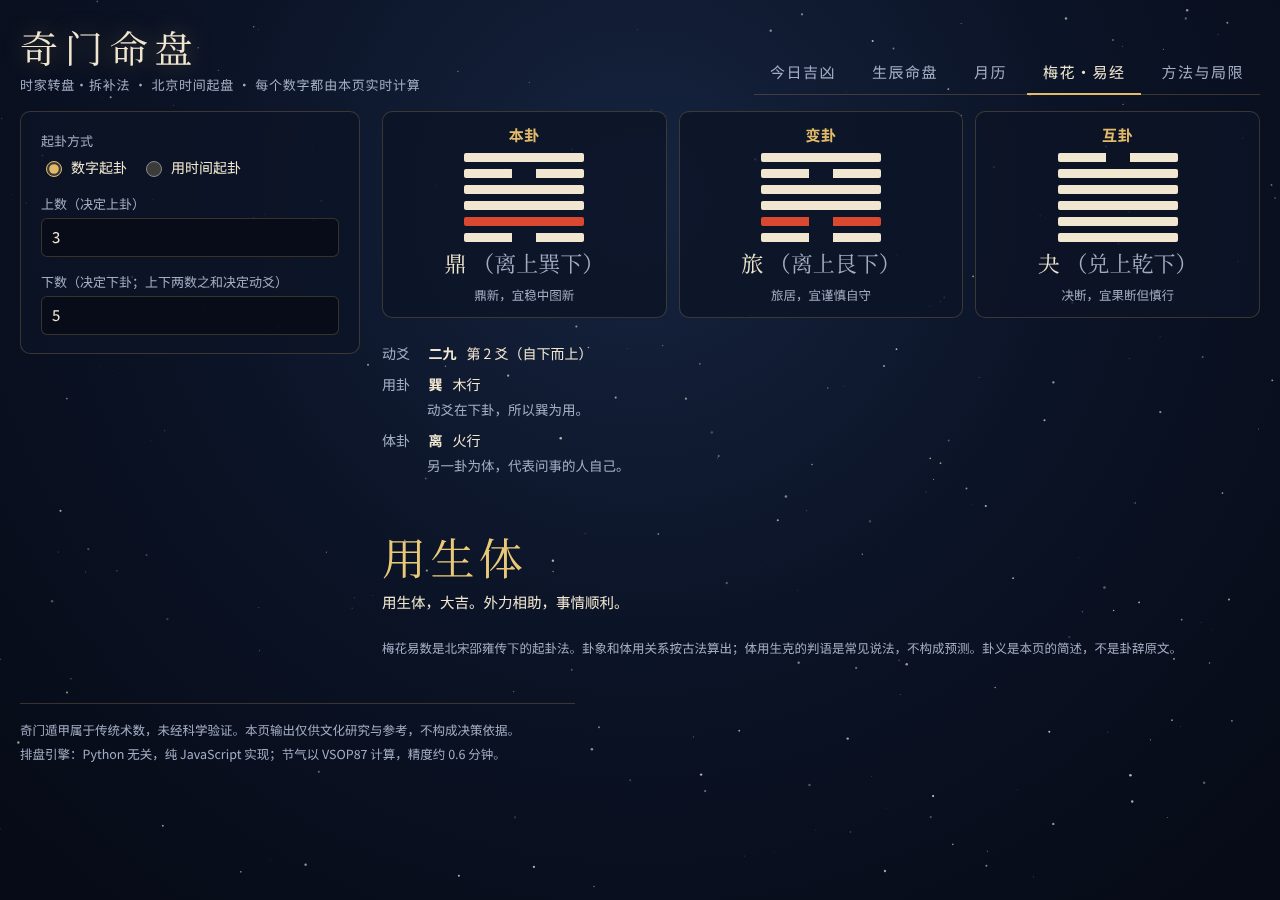 奇门命盘
时家转盘·拆补法 · 北京时间起盘 · 每个数字都由本页实时计算
今日吉凶 生辰命盘 月历 梅花·易经 方法与局限
起卦方式
数字起卦 用时间起卦
上数（决定上卦）
3
下数（决定下卦；上下两数之和决定动爻）
5
本卦
鼎（离上巽下）
鼎新，宜稳中图新
变卦
旅（离上艮下）
旅居，宜谨慎自守
互卦
夬（兑上乾下）
决断，宜果断但慎行
动爻 二九 第 2 爻（自下而上）
用卦 巽 木行
动爻在下卦，所以巽为用。
体卦 离 火行
另一卦为体，代表问事的人自己。
用生体
用生体，大吉。外力相助，事情顺利。
梅花易数是北宋邵雍传下的起卦法。卦象和体用关系按古法算出；体用生克的判语是常见说法，不构成预测。卦义是本页的简述，不是卦辞原文。
奇门遁甲属于传统术数，未经科学验证。本页输出仅供文化研究与参考，不构成决策依据。
排盘引擎：Python 无关，纯 JavaScript 实现；节气以 VSOP87 计算，精度约 0.6 分钟。